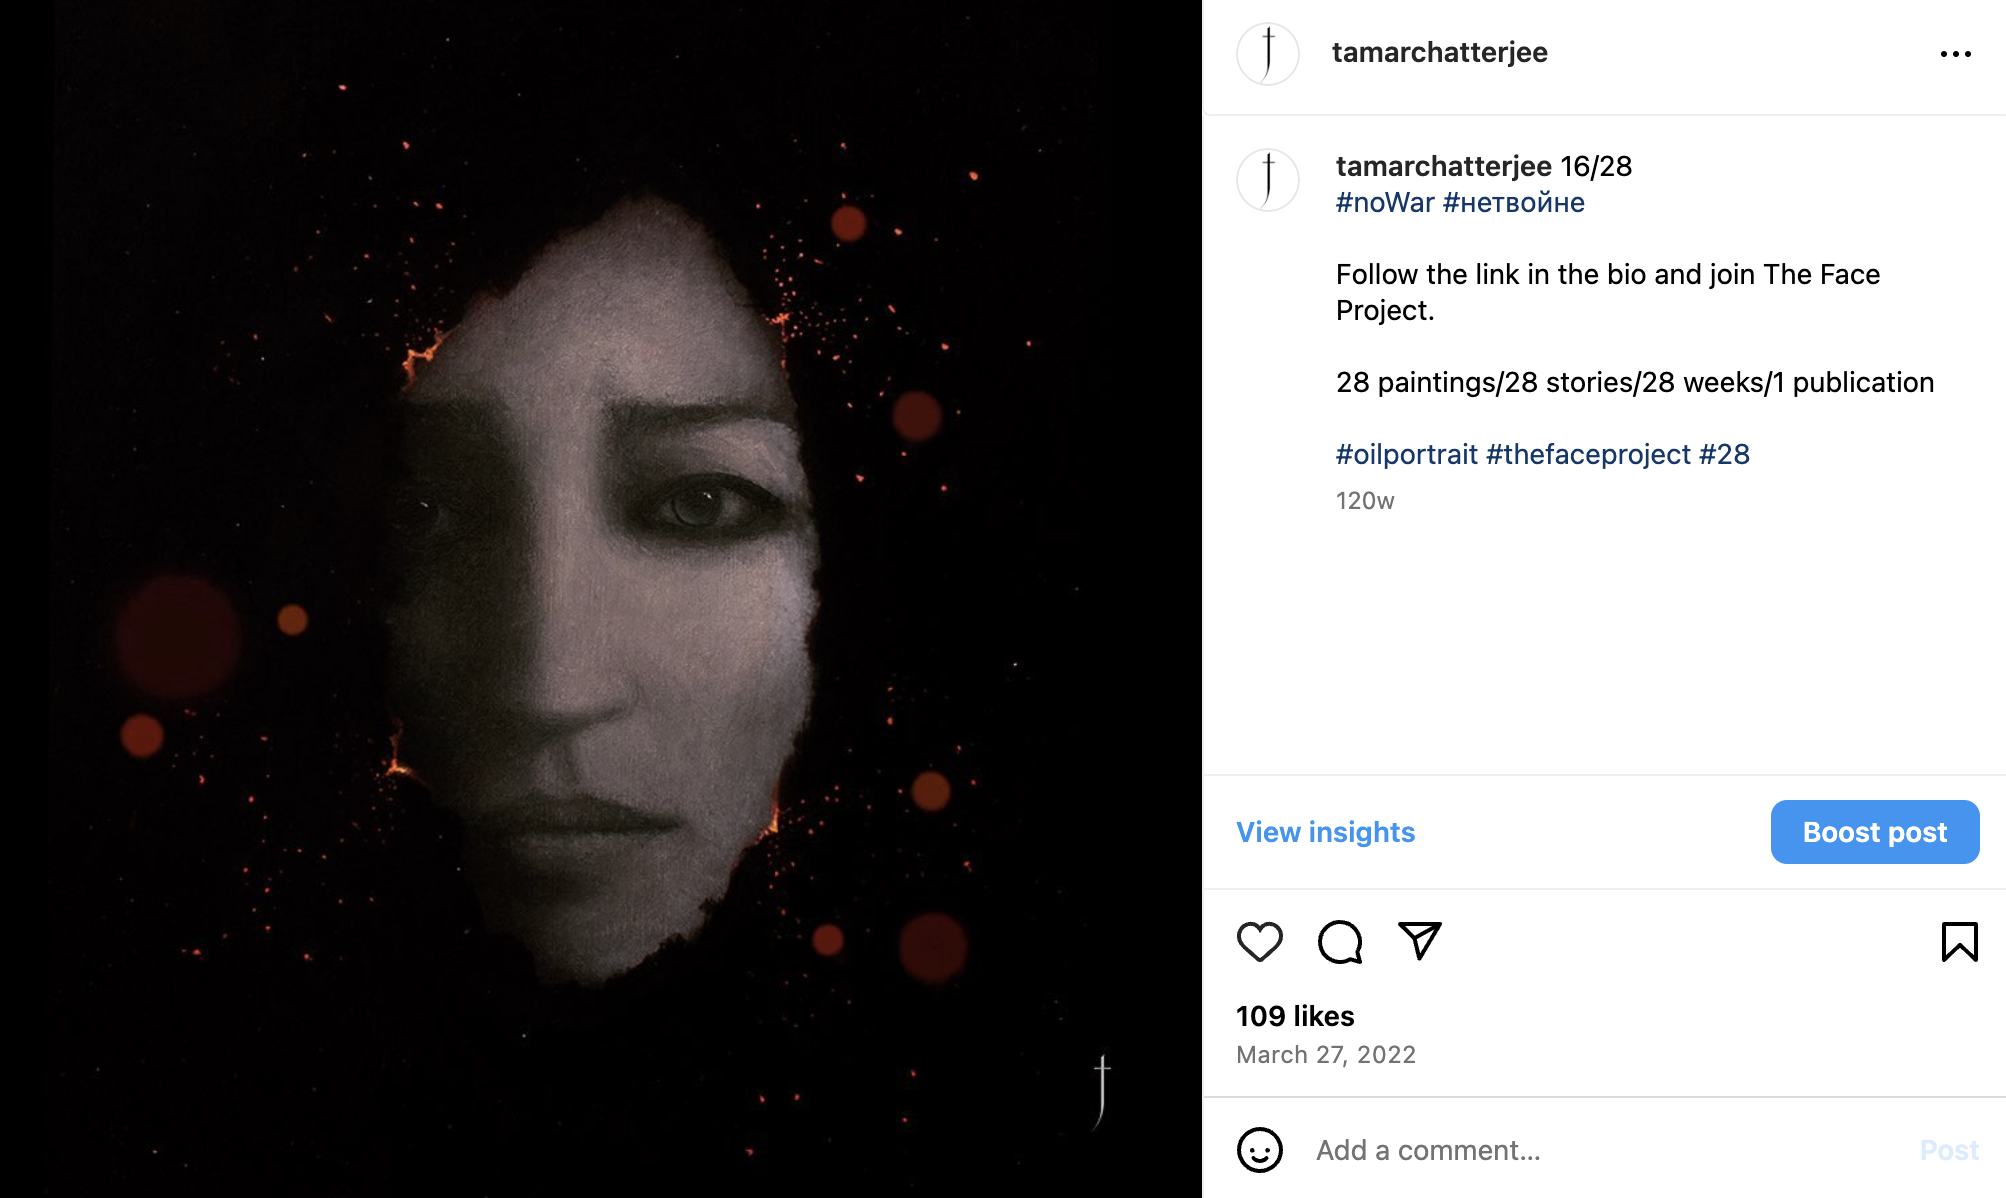 tamarchatterjee
tamarchatterjee 16/28
#noWar #нетвойне
Follow the link in the bio and join The Face
Project.
28 paintings/28 stories/28 weeks/1 publication
#oilportrait #thefaceproject #28
120w
View insights
Boost post
109 likes
March 27, 2022
Add a comment...
Post